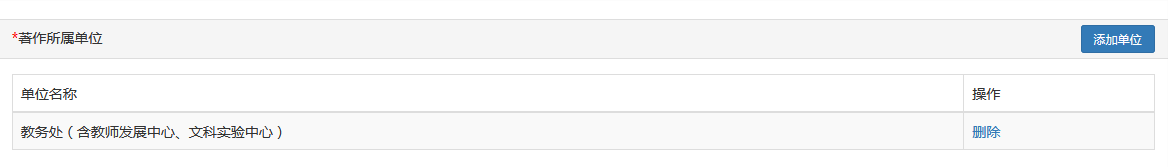 *著作所属单位
添加单位
单位名称
操作
教务处（含教师发展中心、文科实验中心）
删除